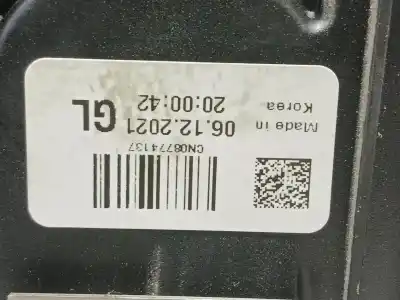 CN08774137
Made in
Korea
06.12.2021
20:00:42
GL